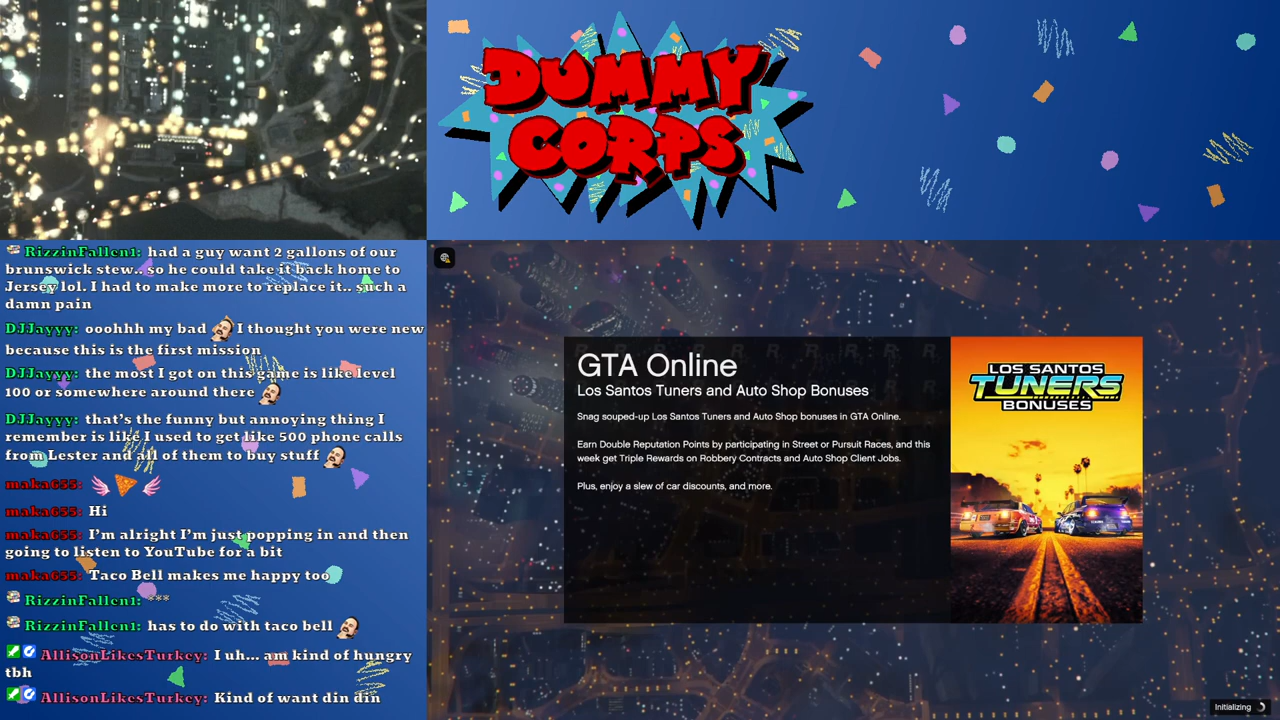 DUMMY
CORPS
RizzinFallen1: had a guy want 2 gallons of our
brunswick stew.. so he could take it back home to
Jersey lol. I had to make more to replace it.. such a
damn pain
DJJayyy: ooohhh my bad I thought you were new
because this is the first mission
DJJayyy: the most I got on this game is like level
100 or somewhere around there
DJJayyy: that's the funny but annoying thing I
remember is like I used to get like 500 phone calls
from Lester and all of them to buy stuff
maka655:
maka655: Hi
maka655: I'm alright I'm just popping in and then
going to listen to YouTube for a bit
maka655: Taco Bell makes me happy too
RizzinFallen1: ***
RizzinFallen1: has to do with taco bell
AllisonLikesTurkey: I uh... am kind of hungry
tbh
AllisonLikesTurkey: Kind of want din din
GTA Online
Los Santos Tuners and Auto Shop Bonuses
Snag souped-up Los Santos Tuners and Auto Shop bonuses in GTA Online.
Earn Double Reputation Points by participating in Street or Pursuit Races, and this
week get Triple Rewards on Robbery Contracts and Auto Shop Client Jobs.
Plus, enjoy a slew of car discounts, and more.
LOS SANTOS
TUNERS
BONUSES
Initializing